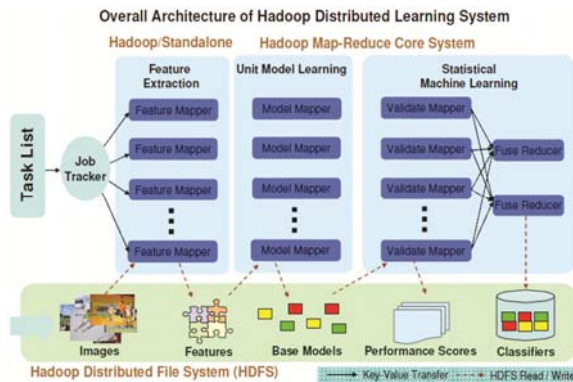 Overall Architecture of Hadoop Distributed Learning System
Hadoop/Standalone
Hadoop Map-Reduce Core System
Feature
Extraction
Unit Model Learning
Statistical
Machine Learning
Task List
Job
Tracker
Feature Mapper
Feature Mapper
Feature Mapper
Feature Mapper
Model Mapper
Model Mapper
Model Mapper
Model Mapper
Validate Mapper
Validate Mapper
Validate Mapper
Validate Mapper
Fuse Reducer
Fuse Reducer
Images
Features
Base Models
Performance Scores
Classifiers
Hadoop Distributed File System (HDFS)
Key-Value Transfer
HDFS Read / Write